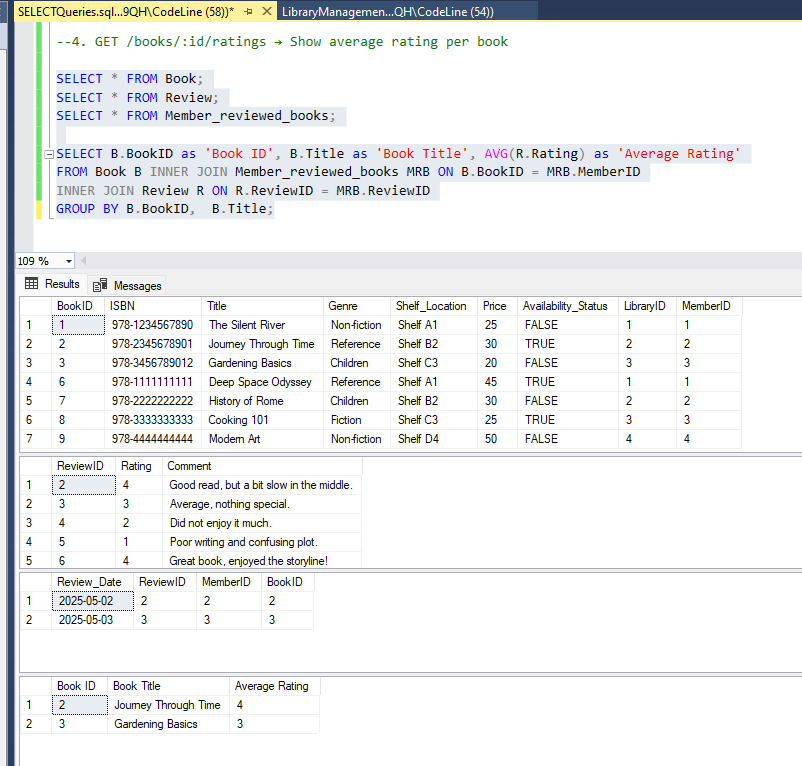 SELECTQueries.sql...9QH\CodeLine (58))*
LibraryManagemen...QH\CodeLine (54))
--4. GET /books/:id/ratings → Show average rating per book
SELECT * FROM Book;
SELECT * FROM Review;
SELECT * FROM Member_reviewed_books;
SELECT B.BookID as 'Book ID', B.Title as 'Book Title', AVG(R.Rating) as 'Average Rating'
FROM Book B INNER JOIN Member_reviewed_books MRB ON B.BookID = MRB.MemberID
INNER JOIN Review R ON R.ReviewID = MRB.ReviewID
GROUP BY B.BookID,  B.Title;
109 %
Results Messages
BookID ISBN Title Genre Shelf_Location Price Availability_Status LibraryID MemberID
1 1 978-1234567890 The Silent River Non-fiction Shelf A1 25 FALSE 1 1
2 2 978-2345678901 Journey Through Time Reference Shelf B2 30 TRUE 2 2
3 3 978-3456789012 Gardening Basics Children Shelf C3 20 FALSE 3 3
4 6 978-1111111111 Deep Space Odyssey Reference Shelf A1 45 TRUE 1 1
5 7 978-2222222222 History of Rome Children Shelf B2 30 FALSE 2 2
6 8 978-3333333333 Cooking 101 Fiction Shelf C3 25 TRUE 3 3
7 9 978-4444444444 Modern Art Non-fiction Shelf D4 50 FALSE 4 4
ReviewID Rating Comment
1 2 4 Good read, but a bit slow in the middle.
2 3 3 Average, nothing special.
3 4 2 Did not enjoy it much.
4 5 1 Poor writing and confusing plot.
5 6 4 Great book, enjoyed the storyline!
Review_Date ReviewID MemberID BookID
1 2025-05-02 2 2 2
2 2025-05-03 3 3 3
Book ID Book Title Average Rating
1 2 Journey Through Time 4
2 3 Gardening Basics 3